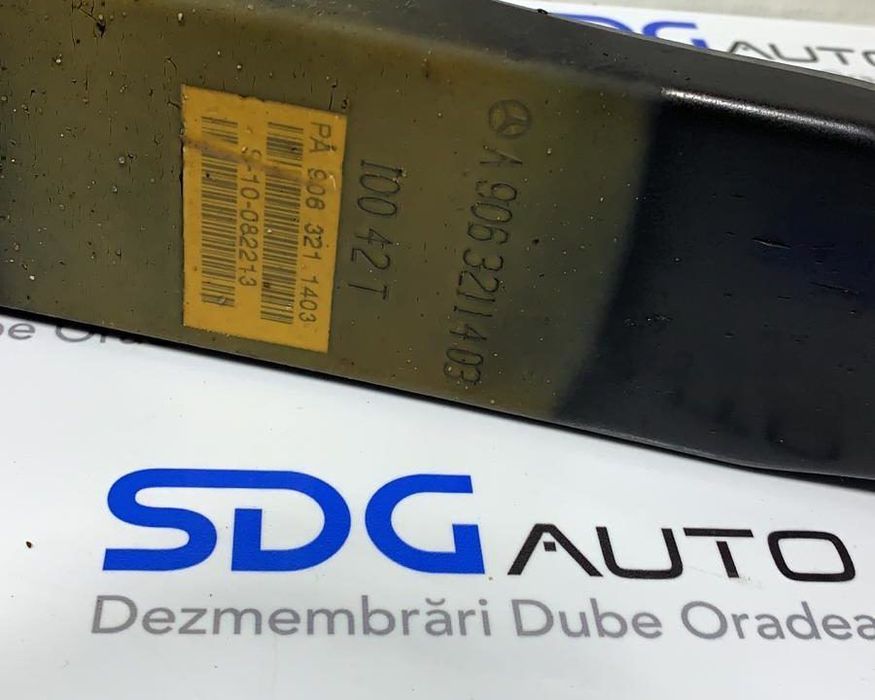 SDG AUTO
PA 906 321 1403
9-10-082213
100 42 T
A 906 321 14 03
SDG AUTO
Dezmembrări Dube Oradea